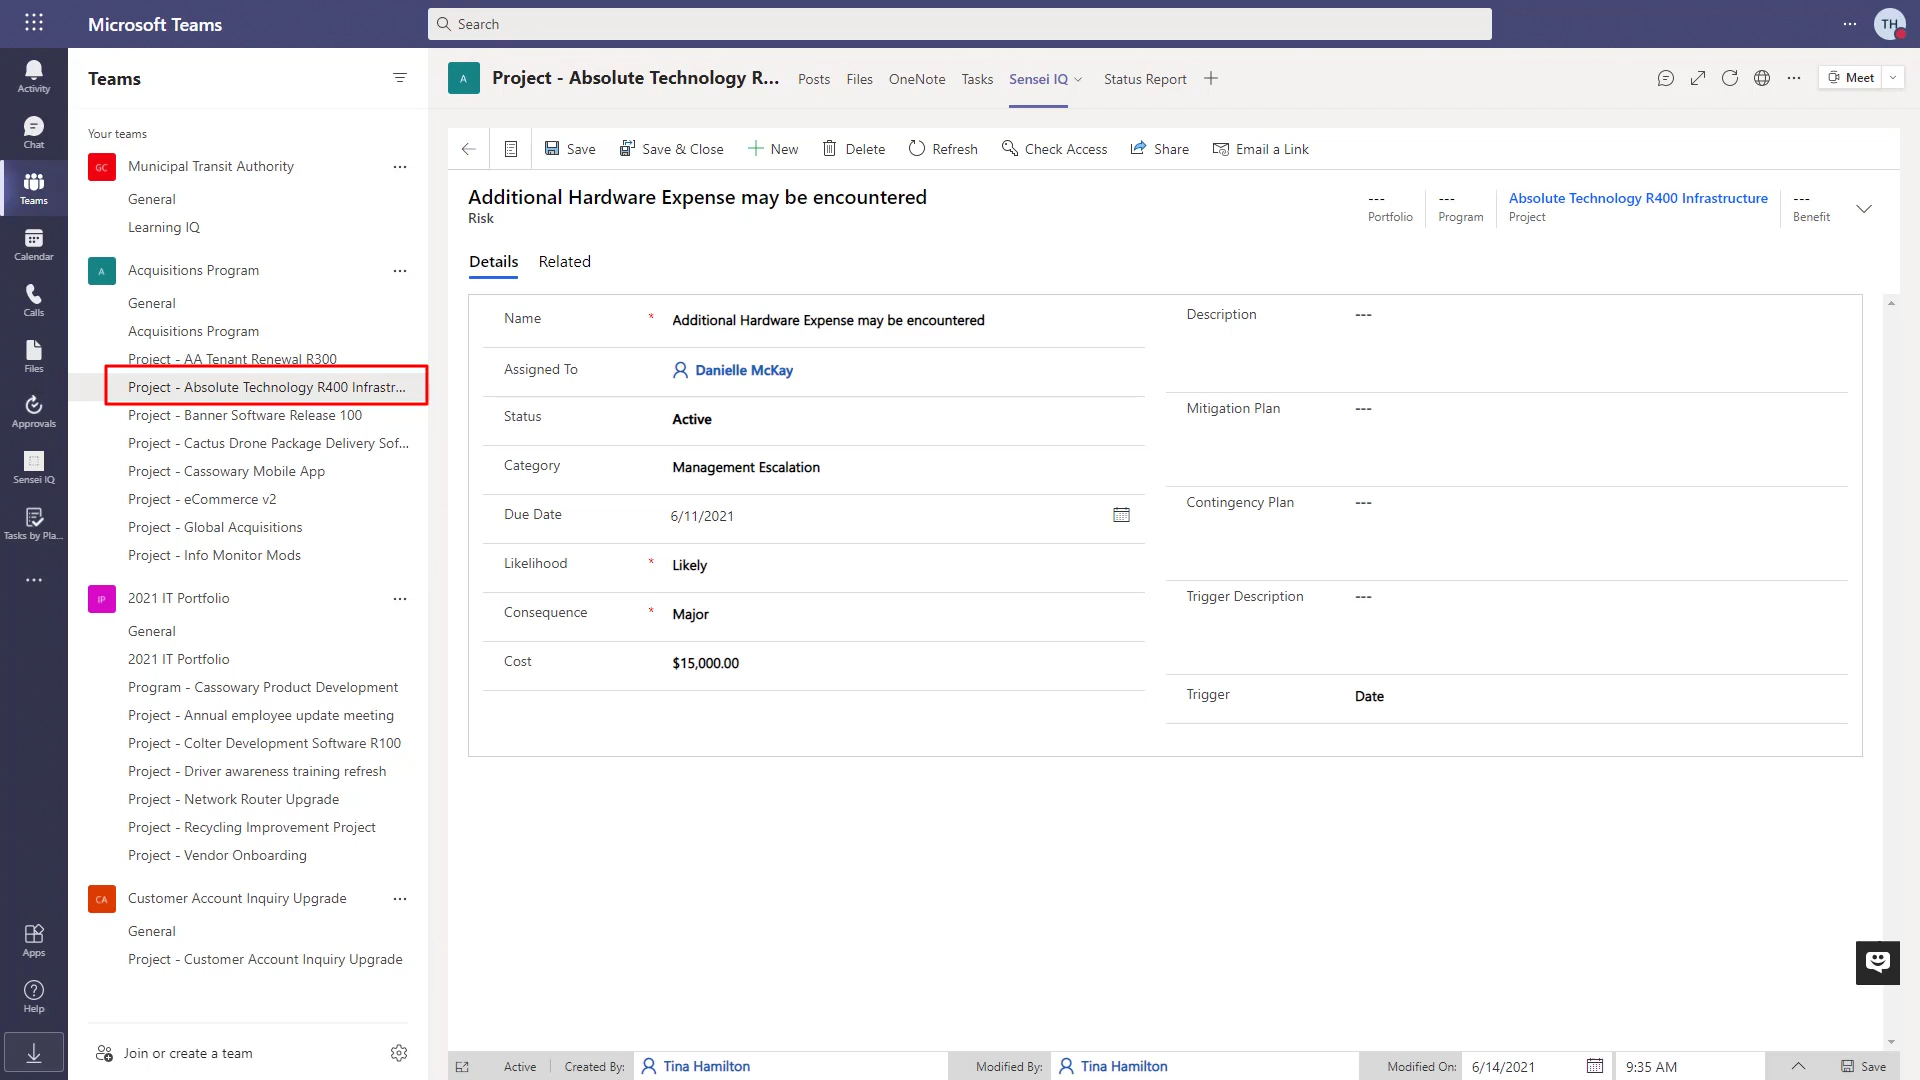 Microsoft Teams
Search
TH
Activity
Chat
Teams
Calendar
Calls
Files
Approvals
Sensei IQ
Tasks by Pla...
Apps
Help
Teams
Your teams
GC Municipal Transit Authority
General
Learning IQ
A Acquisitions Program
General
Acquisitions Program
Project - AA Tenant Renewal R300
Project - Absolute Technology R400 Infrastr...
Project - Banner Software Release 100
Project - Cactus Drone Package Delivery Sof...
Project - Cassowary Mobile App
Project - eCommerce v2
Project - Global Acquisitions
Project - Info Monitor Mods
IP 2021 IT Portfolio
General
2021 IT Portfolio
Program - Cassowary Product Development
Project - Annual employee update meeting
Project - Colter Development Software R100
Project - Driver awareness training refresh
Project - Network Router Upgrade
Project - Recycling Improvement Project
Project - Vendor Onboarding
CA Customer Account Inquiry Upgrade
General
Project - Customer Account Inquiry Upgrade
Join or create a team
A Project - Absolute Technology R... Posts Files OneNote Tasks Sensei IQ Status Report Meet
Save Save & Close New Delete Refresh Check Access Share Email a Link
Additional Hardware Expense may be encountered
Risk
--- Portfolio
--- Program
Absolute Technology R400 Infrastructure
Project
--- Benefit
Details Related
Name * Additional Hardware Expense may be encountered
Assigned To Danielle McKay
Status Active
Category Management Escalation
Due Date 6/11/2021
Likelihood * Likely
Consequence * Major
Cost $15,000.00
Description ---
Mitigation Plan ---
Contingency Plan ---
Trigger Description ---
Trigger Date
Active Created By: Tina Hamilton Modified By: Tina Hamilton Modified On: 6/14/2021 9:35 AM Save